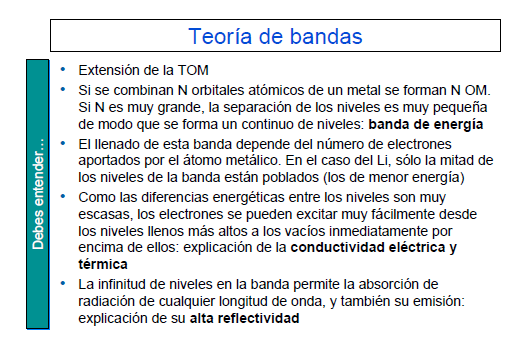 Teoría de bandas
Debes entender...
• Extensión de la TOM
• Si se combinan N orbitales atómicos de un metal se forman N OM.
Si N es muy grande, la separación de los niveles es muy pequeña
de modo que se forma un continuo de niveles: banda de energía
• El llenado de esta banda depende del número de electrones
aportados por el átomo metálico. En el caso del Li, sólo la mitad de
los niveles de la banda están poblados (los de menor energía)
• Como las diferencias energéticas entre los niveles son muy
escasas, los electrones se pueden excitar muy fácilmente desde
los niveles llenos más altos a los vacíos inmediatamente por
encima de ellos: explicación de la conductividad eléctrica y
térmica
• La infinitud de niveles en la banda permite la absorción de
radiación de cualquier longitud de onda, y también su emisión:
explicación de su alta reflectividad